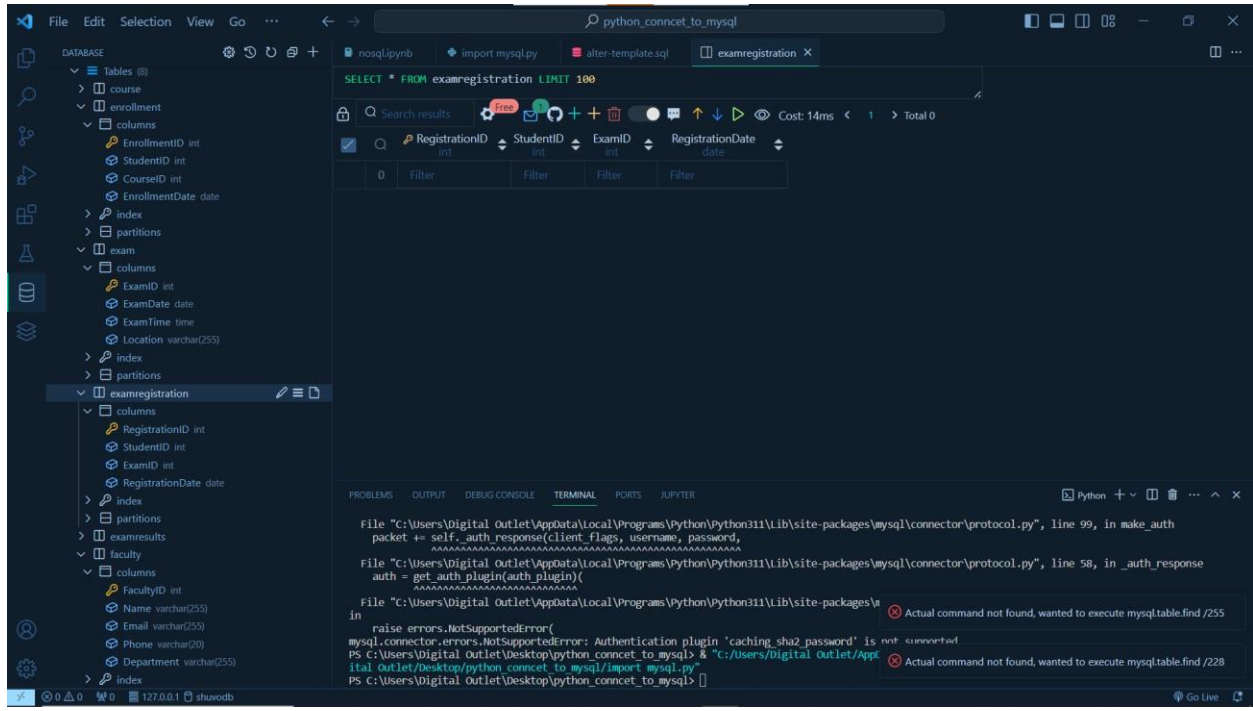 File Edit Selection View Go ···
python_conncet_to_mysql
DATABASE
Tables (8)
course
enrollment
columns
EnrollmentID int
StudentID int
CourseID int
EnrollmentDate date
index
partitions
exam
columns
ExamID int
ExamDate date
ExamTime time
Location varchar(255)
index
partitions
examregistration
columns
RegistrationID int
StudentID int
ExamID int
RegistrationDate date
index
partitions
examresults
faculty
columns
FacultyID int
Name varchar(255)
Email varchar(255)
Phone varchar(20)
Department varchar(255)
index
nosql.ipynb import mysql.py alter-template.sql examregistration
SELECT * FROM examregistration LIMIT 100
Search results Free 1 Cost: 14ms < 1 > Total 0
RegistrationID StudentID ExamID RegistrationDate
int int int date
0 Filter Filter Filter Filter
PROBLEMS OUTPUT DEBUG CONSOLE TERMINAL PORTS JUPYTER
Python
File "C:\Users\Digital Outlet\AppData\Local\Programs\Python\Python311\Lib\site-packages\mysql\connector\protocol.py", line 99, in make_auth
packet += self._auth_response(client_flags, username, password,
^^^^^^^^^^^^^^^^^^^^^^^^^^^^^^^^^^^^^^^^^^^^^^^^^^^^^
File "C:\Users\Digital Outlet\AppData\Local\Programs\Python\Python311\Lib\site-packages\mysql\connector\protocol.py", line 58, in _auth_response
auth = get_auth_plugin(auth_plugin)(
^^^^^^^^^^^^^^^^^^^^^^^^^^^^
File "C:\Users\Digital Outlet\AppData\Local\Programs\Python\Python311\Lib\site-packages\
in
raise errors.NotSupportedError(
mysql.connector.errors.NotSupportedError: Authentication plugin 'caching_sha2_password' is not supported
PS C:\Users\Digital Outlet\Desktop\python_conncet_to_mysql> & "C:/Users/Digital Outlet/App
ital Outlet/Desktop/python_conncet_to_mysql/import mysql.py"
PS C:\Users\Digital Outlet\Desktop\python_conncet_to_mysql>
Actual command not found, wanted to execute mysql.table.find /255
Actual command not found, wanted to execute mysql.table.find /228
0 0 0 127.0.0.1 shuvodb
Go Live